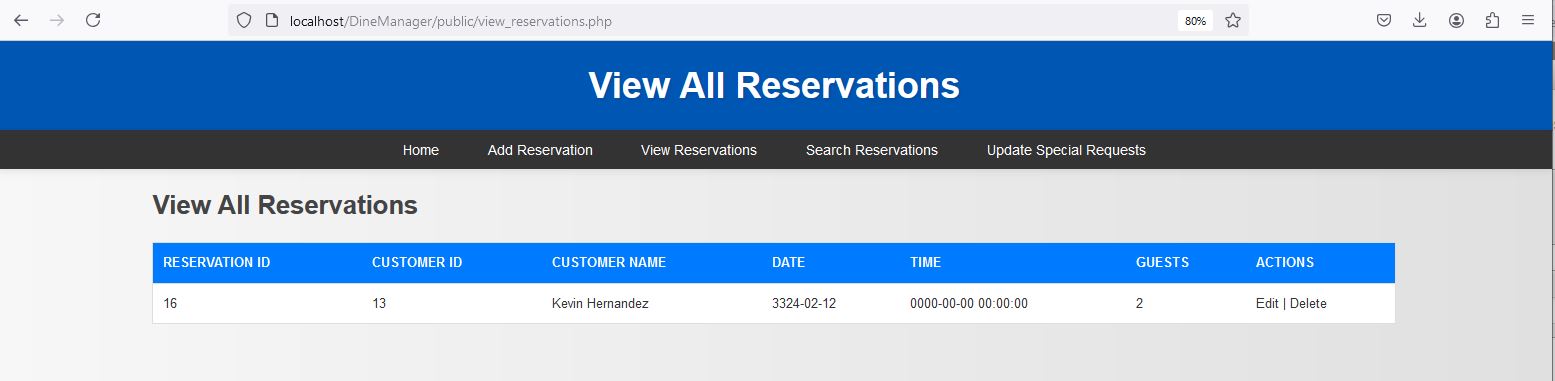 localhost/DineManager/public/view_reservations.php 80%
View All Reservations
Home Add Reservation View Reservations Search Reservations Update Special Requests
View All Reservations
RESERVATION ID CUSTOMER ID CUSTOMER NAME DATE TIME GUESTS ACTIONS
16 13 Kevin Hernandez 3324-02-12 0000-00-00 00:00:00 2 Edit | Delete